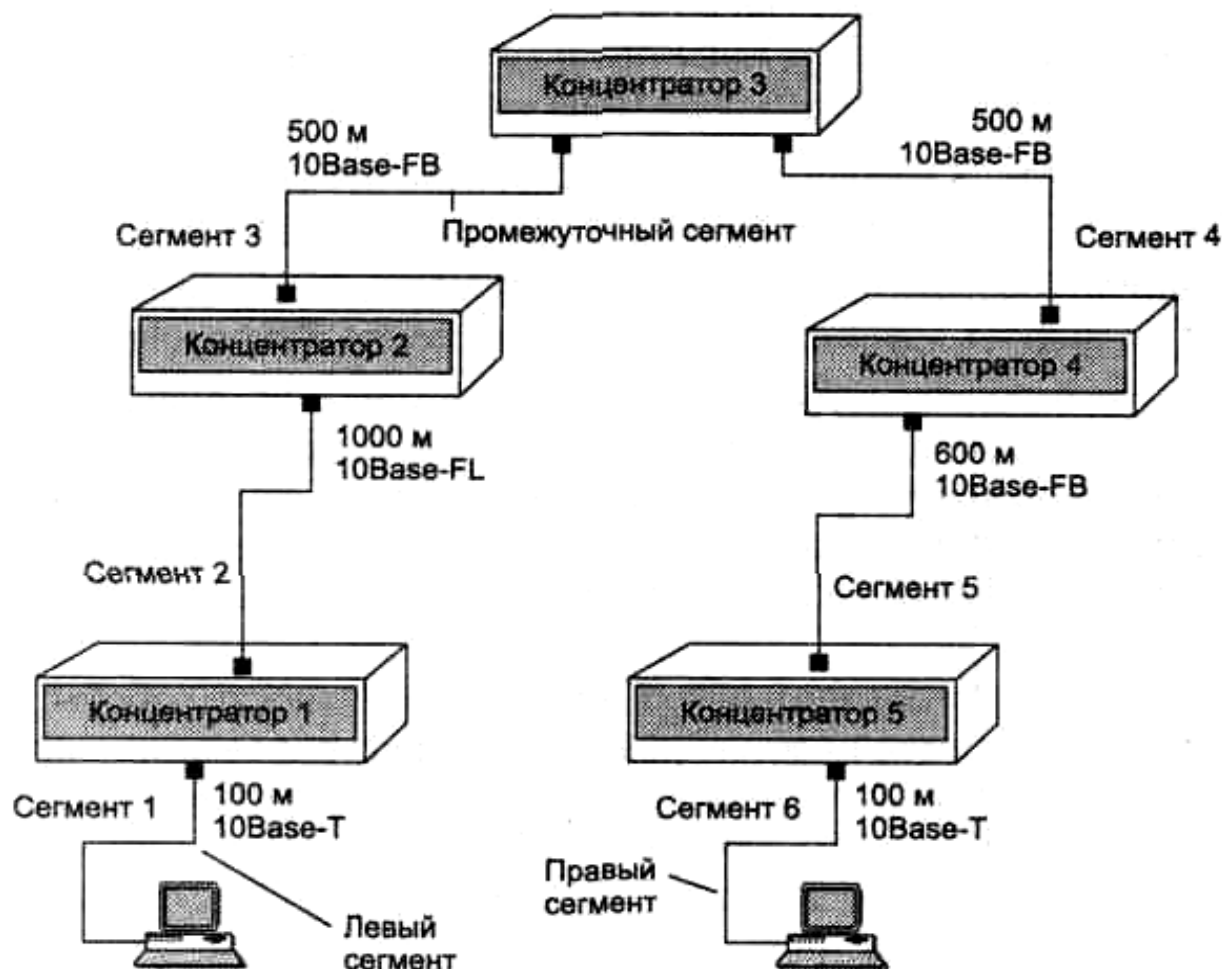 Концентратор 3
500 м
10Base-FB
500 м
10Base-FB
Сегмент 3
Промежуточный сегмент
Сегмент 4
Концентратор 2
Концентратор 4
1000 м
10Base-FL
600 м
10Base-FB
Сегмент 2
Сегмент 5
Концентратор 1
Концентратор 5
Сегмент 1
100 м
10Base-T
Сегмент 6
100 м
10Base-T
Левый
сегмент
Правый
сегмент